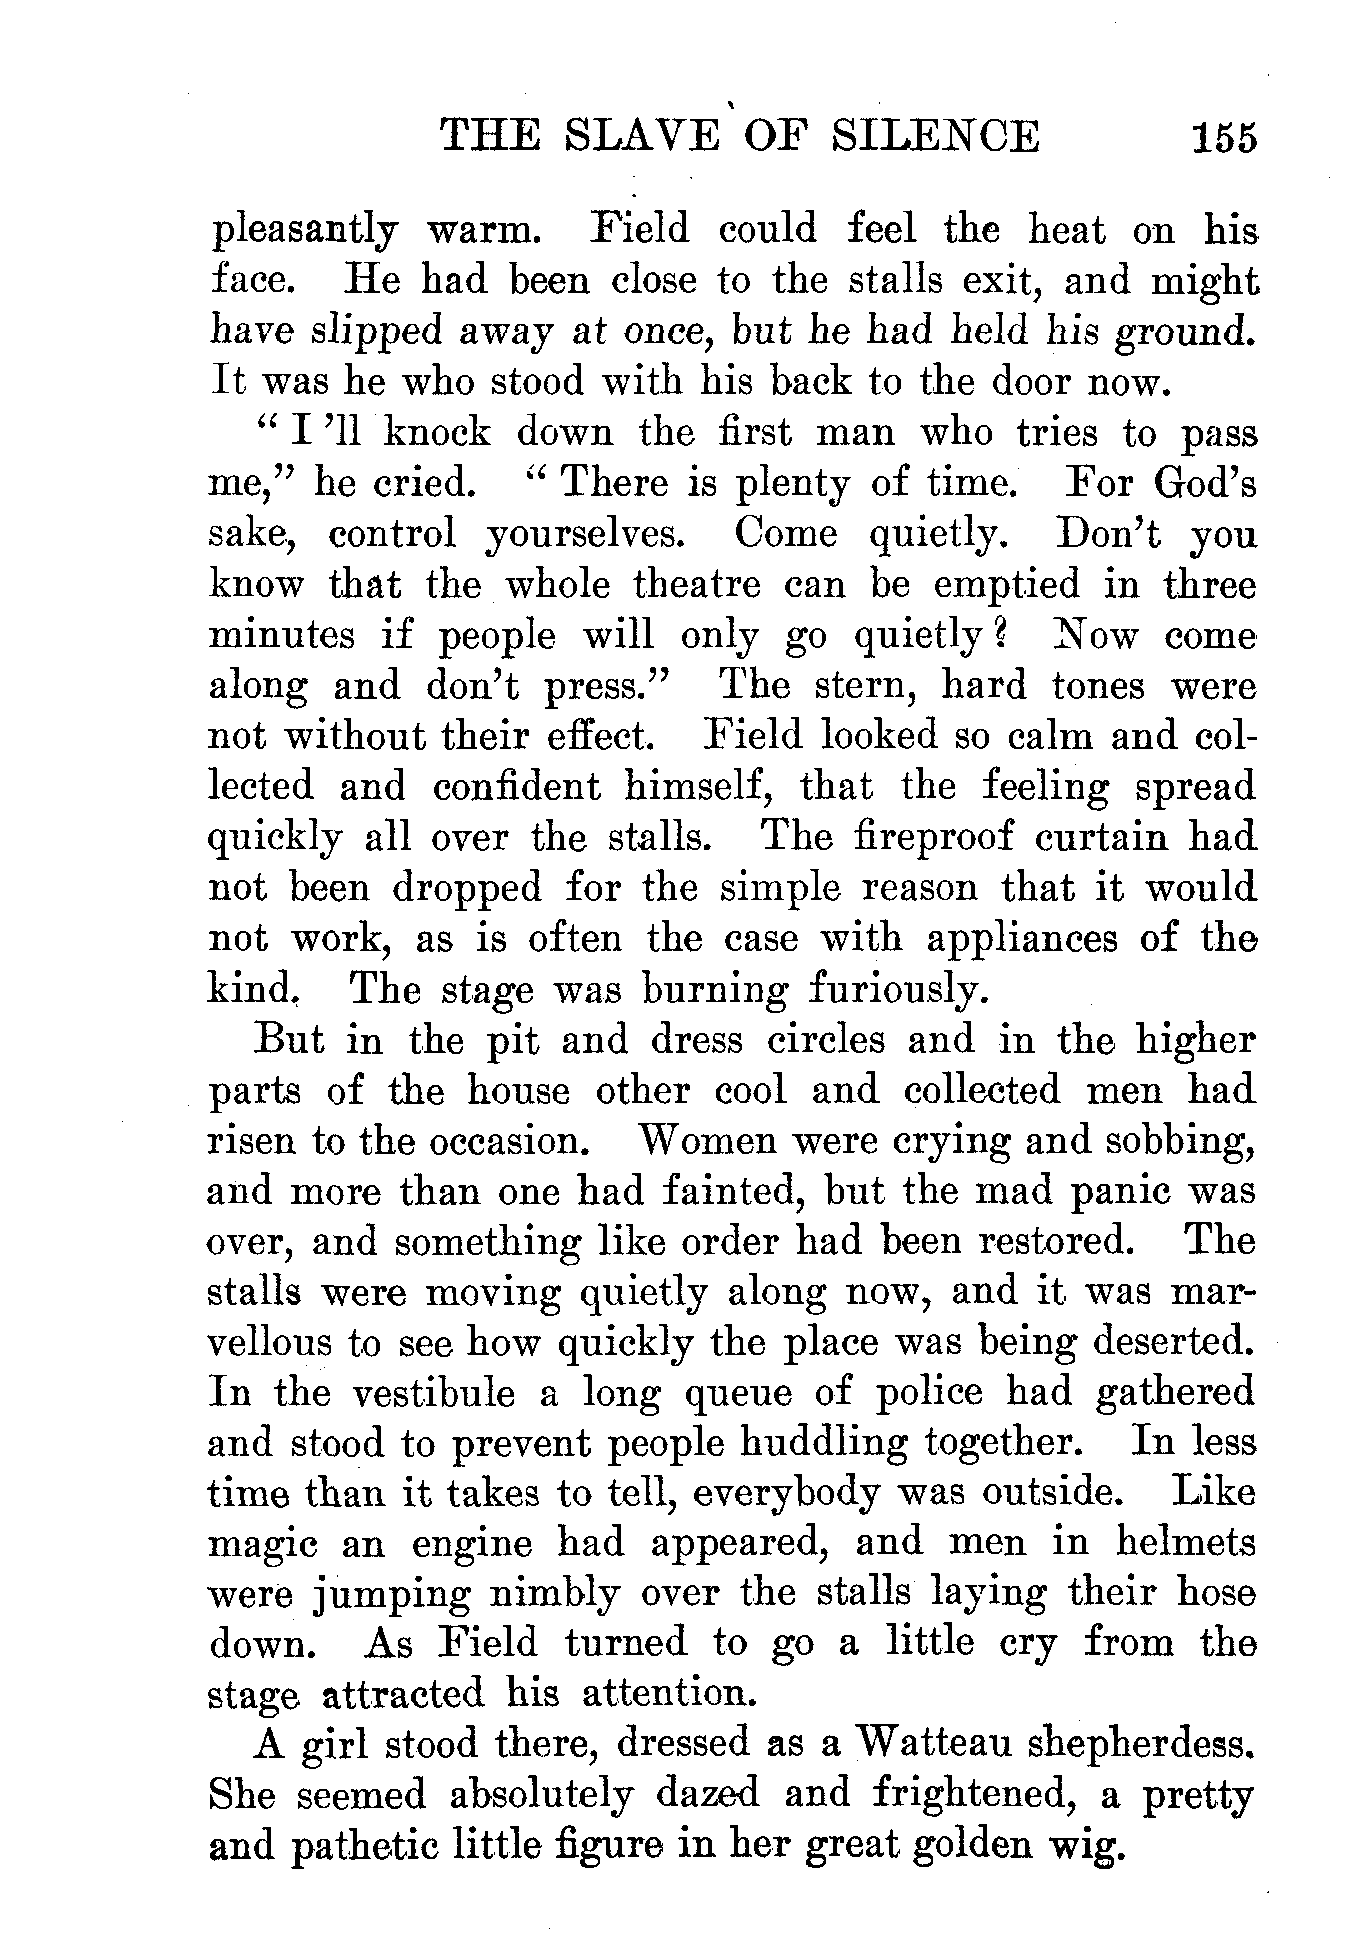 THE SLAVE OF SILENCE 155
pleasantly warm. Field could feel the heat on his
face. He had been close to the stalls exit, and might
have slipped away at once, but he had held his ground.
It was he who stood with his back to the door now.
“ I ’ll knock down the first man who tries to pass
me,” he cried. “ There is plenty of time. For God’s
sake, control yourselves. Come quietly. Don’t you
know that the whole theatre can be emptied in three
minutes if people will only go quietly? Now come
along and don’t press.” The stern, hard tones were
not without their effect. Field looked so calm and col-
lected and confident himself, that the feeling spread
quickly all over the stalls. The fireproof curtain had
not been dropped for the simple reason that it would
not work, as is often the case with appliances of the
kind. The stage was burning furiously.
But in the pit and dress circles and in the higher
parts of the house other cool and collected men had
risen to the occasion. Women were crying and sobbing,
and more than one had fainted, but the mad panic was
over, and something like order had been restored. The
stalls were moving quietly along now, and it was mar-
vellous to see how quickly the place was being deserted.
In the vestibule a long queue of police had gathered
and stood to prevent people huddling together. In less
time than it takes to tell, everybody was outside. Like
magic an engine had appeared, and men in helmets
were jumping nimbly over the stalls laying their hose
down. As Field turned to go a little cry from the
stage attracted his attention.
A girl stood there, dressed as a Watteau shepherdess.
She seemed absolutely dazed and frightened, a pretty
and pathetic little figure in her great golden wig.